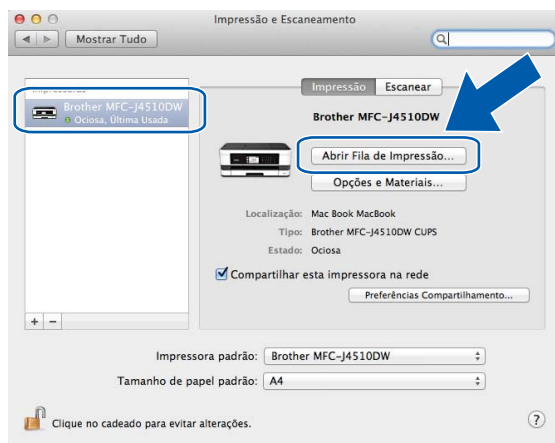 Impressão e Escaneamento
Mostrar Tudo
Impressoras
Brother MFC-J4510DW
Ociosa, Última Usada
Impressão Escanear
Brother MFC-J4510DW
Abrir Fila de Impressão...
Opções e Materiais...
Localização: Mac Book MacBook
Tipo: Brother MFC-J4510DW CUPS
Estado: Ociosa
Compartilhar esta impressora na rede
Preferências Compartilhamento...
+ −
Impressora padrão: Brother MFC-J4510DW
Tamanho de papel padrão: A4
Clique no cadeado para evitar alterações.
?